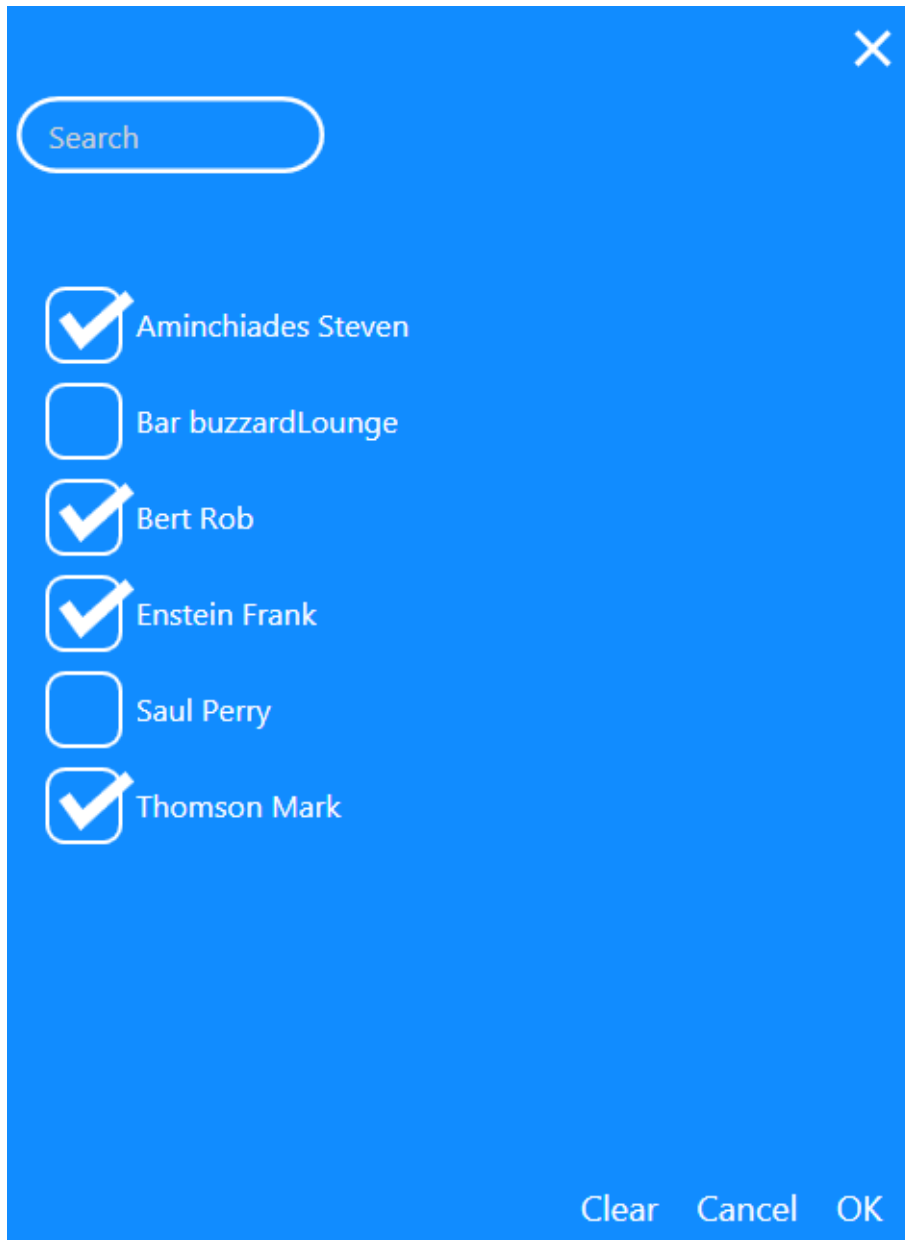 Search
Aminchiades Steven
Bar buzzardLounge
Bert Rob
Enstein Frank
Saul Perry
Thomson Mark
Clear Cancel OK